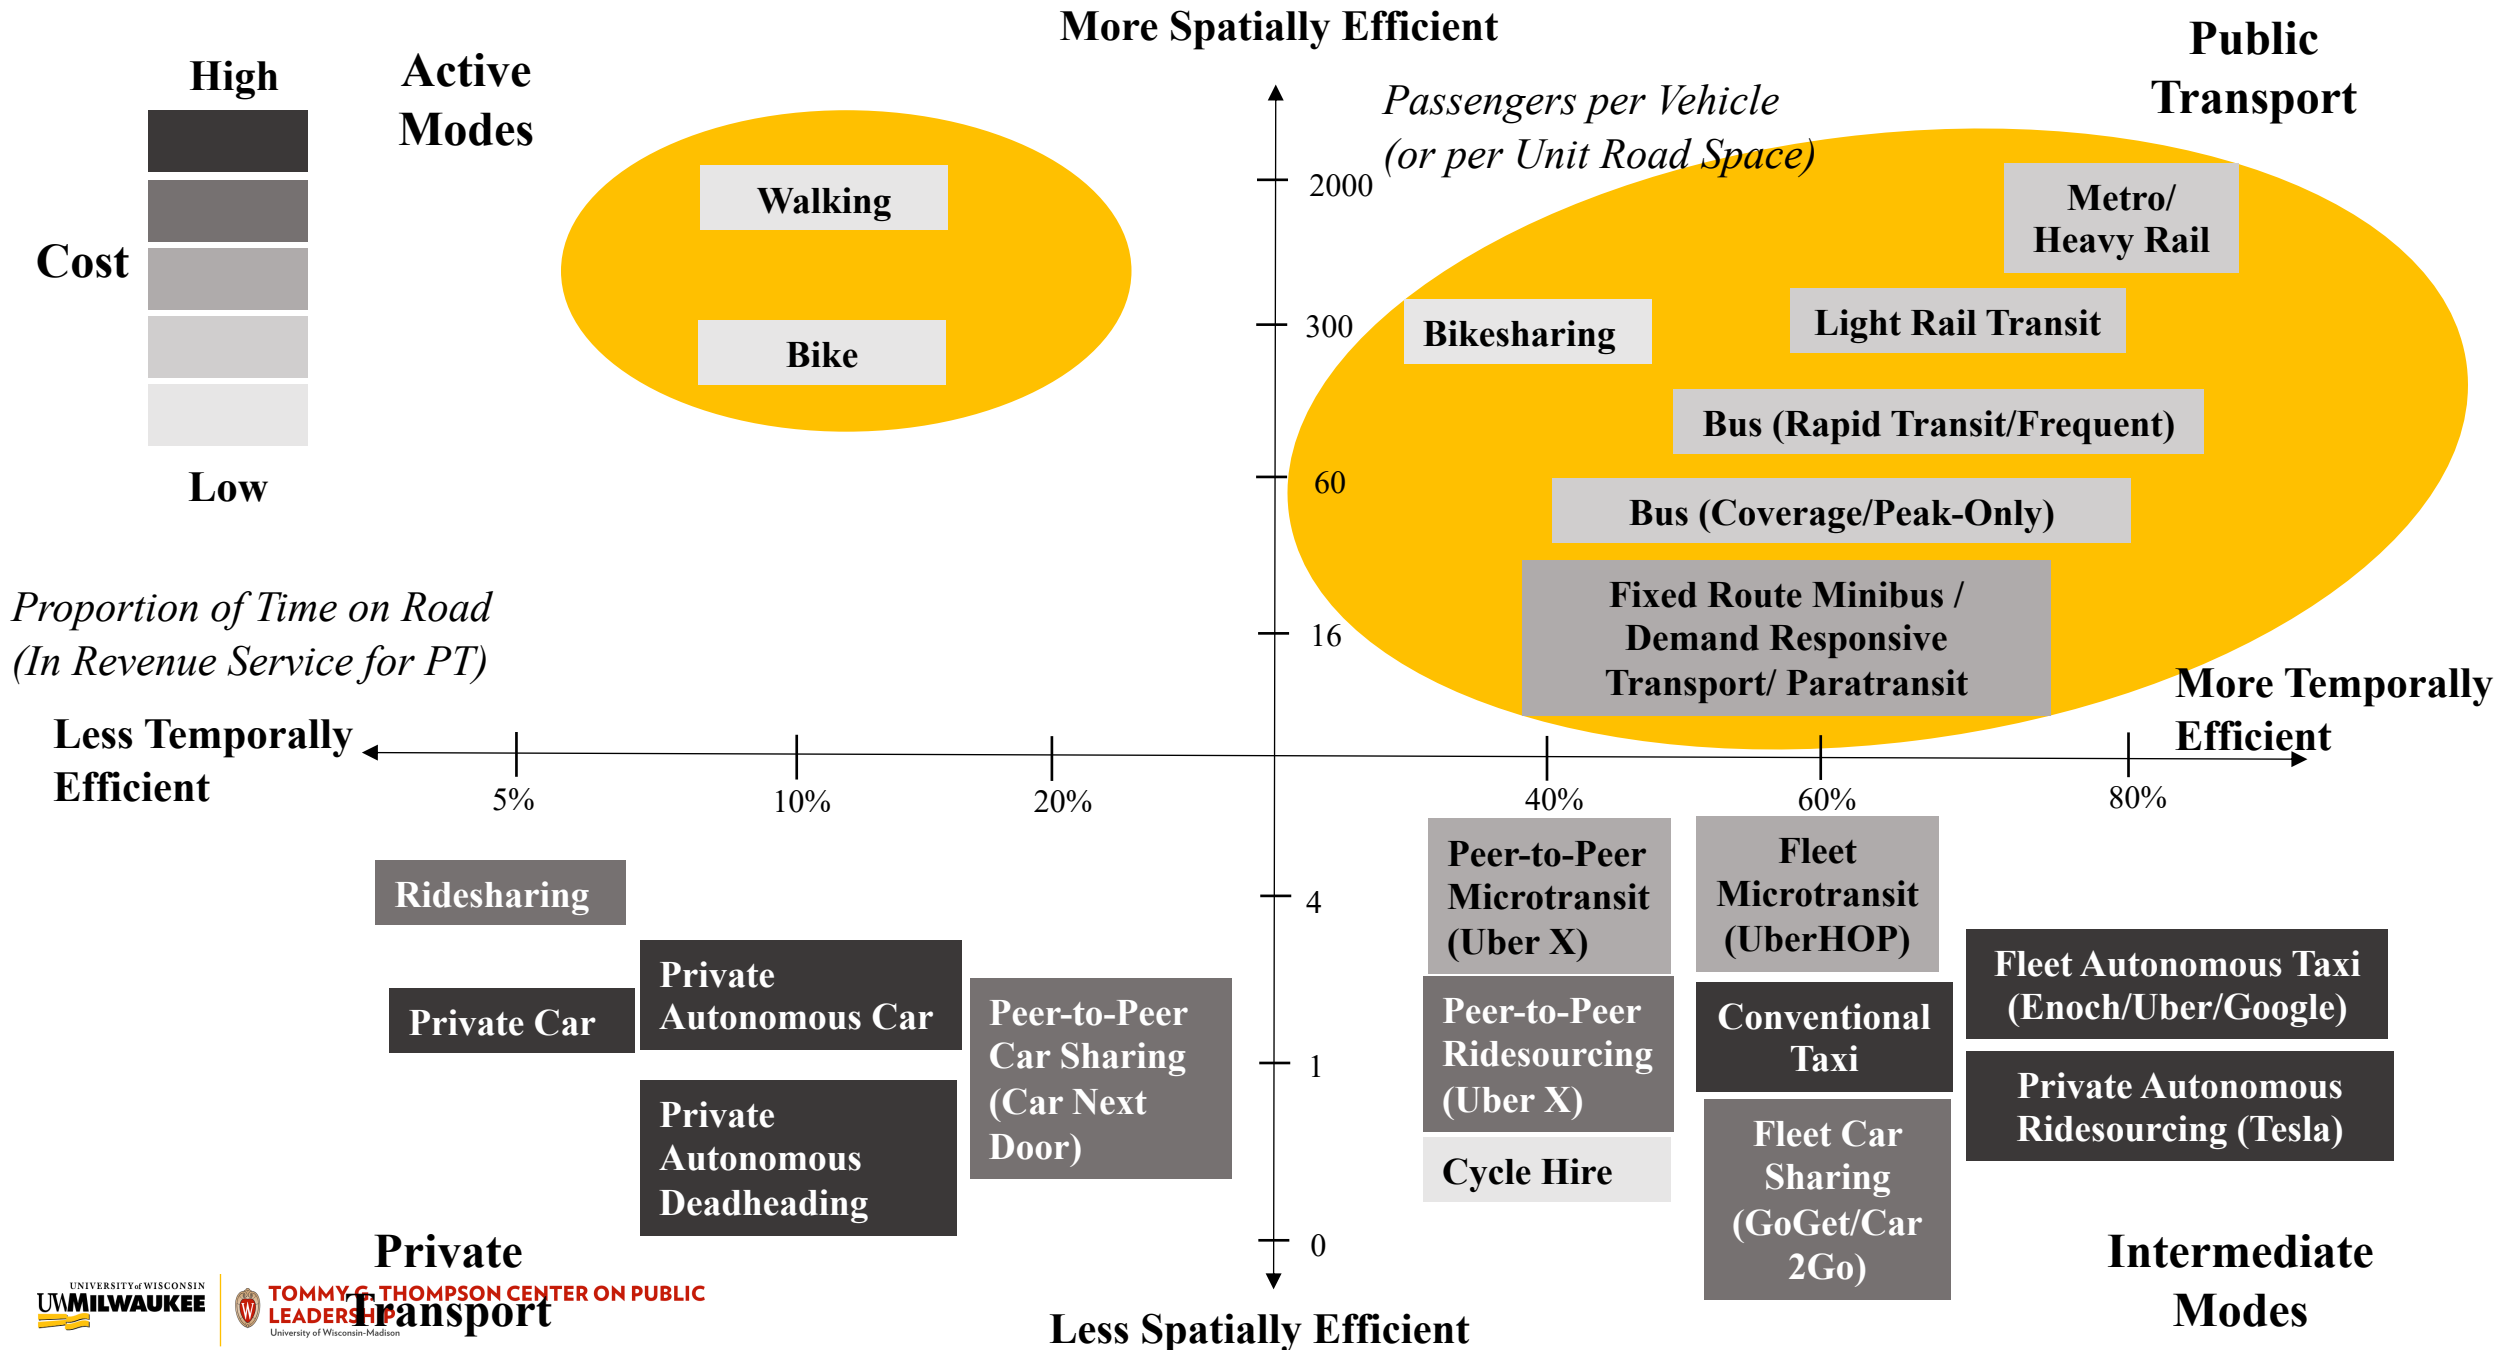 More Spatially Efficient
Public
Transport
High
Active
Modes
Cost
Low
Passengers per Vehicle
(or per Unit Road Space)
Walking
Bike
2000
300
60
16
Metro/
Heavy Rail
Bikesharing
Light Rail Transit
Bus (Rapid Transit/Frequent)
Bus (Coverage/Peak-Only)
Fixed Route Minibus /
Demand Responsive
Transport/ Paratransit
Proportion of Time on Road
(In Revenue Service for PT)
Less Temporally
Efficient
More Temporally
Efficient
5%
10%
20%
40%
60%
80%
Ridesharing
Private Car
Private
Autonomous Car
Private
Autonomous
Deadheading
Peer-to-Peer
Car Sharing
(Car Next
Door)
4
1
0
Peer-to-Peer
Microtransit
(Uber X)
Fleet
Microtransit
(UberHOP)
Peer-to-Peer
Ridesourcing
(Uber X)
Conventional
Taxi
Fleet Autonomous Taxi
(Enoch/Uber/Google)
Private Autonomous
Ridesourcing (Tesla)
Cycle Hire
Fleet Car
Sharing
(GoGet/Car
2Go)
Private
Transport
Intermediate
Modes
Less Spatially Efficient
UNIVERSITY of WISCONSIN
UWMILWAUKEE
TOMMY G. THOMPSON CENTER ON PUBLIC
LEADERSHIP
University of Wisconsin-Madison